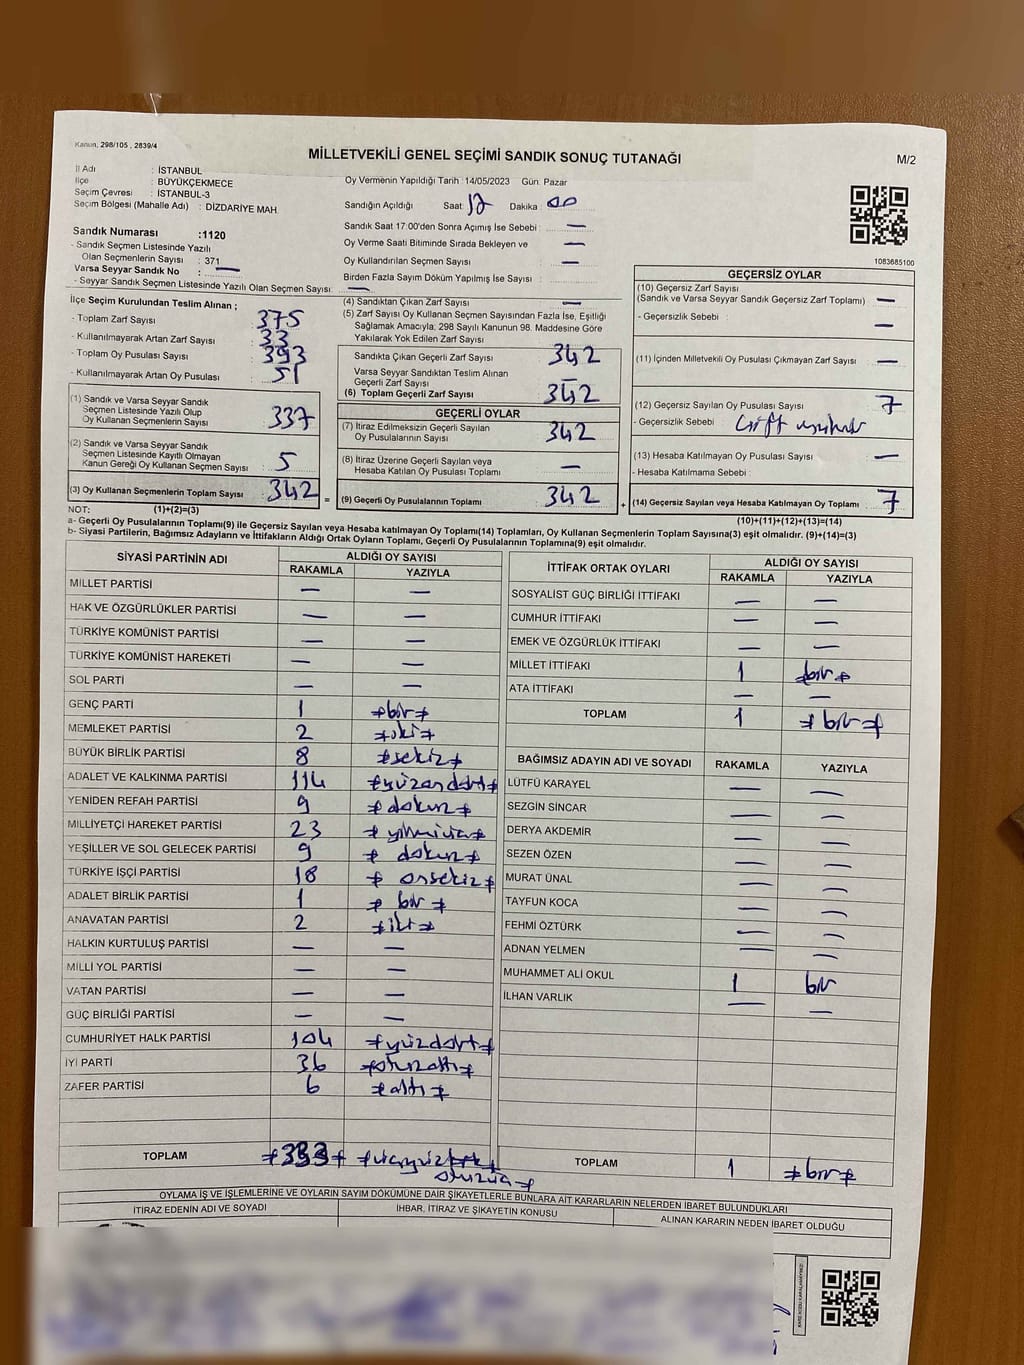 Kanun, 298/105 , 2839/4
MİLLETVEKİLİ GENEL SEÇİMİ SANDIK SONUÇ TUTANAĞI
M/2
İl Adı : İSTANBUL
İlçe : BÜYÜKÇEKMECE
Seçim Çevresi : İSTANBUL-3
Seçim Bölgesi (Mahalle Adı) : DİZDARİYE MAH
Sandık Numarası :1120
- Sandık Seçmen Listesinde Yazılı
Olan Seçmenlerin Sayısı : 371
Varsa Seyyar Sandık No : —
- Seyyar Sandık Seçmen Listesinde Yazılı Olan Seçmen Sayısı: —
Oy Vermenin Yapıldığı Tarih :14/05/2023 Gün: Pazar
Sandığın Açıldığı Saat 17 Dakika : 00
Sandık Saat 17:00'den Sonra Açımış İse Sebebi : —
Oy Verme Saati Bitiminde Sırada Bekleyen ve —
Oy Kullandırılan Seçmen Sayısı : —
Birden Fazla Sayım Döküm Yapılmış İse Sayısı :
1083685100
İlçe Seçim Kurulundan Teslim Alınan ;
- Toplam Zarf Sayısı : 375
- Kullanılmayarak Artan Zarf Sayısı : 33
- Toplam Oy Pusulası Sayısı : 393
- Kullanılmayarak Artan Oy Pusulası : 51
(1) Sandık ve Varsa Seyyar Sandık
Seçmen Listesinde Yazılı Olup
Oy Kullanan Seçmenlerin Sayısı : 337
(2) Sandık ve Varsa Seyyar Sandık
Seçmen Listesinde Kayıtlı Olmayan
Kanun Gereği Oy Kullanan Seçmen Sayısı : 5
(3) Oy Kullanan Seçmenlerin Toplam Sayısı : 342 =
(4) Sandıktan Çıkan Zarf Sayısı : —
(5) Zarf Sayısı Oy Kullanan Seçmen Sayısından Fazla İse, Eşitliği
Sağlamak Amacıyla; 298 Sayılı Kanunun 98. Maddesine Göre
Yakılarak Yok Edilen Zarf Sayısı :
Sandıkta Çıkan Geçerli Zarf Sayısı : 342
Varsa Seyyar Sandıktan Teslim Alınan
Geçerli Zarf Sayısı : —
(6) Toplam Geçerli Zarf Sayısı : 342
GEÇERLİ OYLAR
(7) İtiraz Edilmeksizin Geçerli Sayılan
Oy Pusulalarının Sayısı : 342
(8) İtiraz Üzerine Geçerli Sayılan veya
Hesaba Katılan Oy Pusulası Toplamı : —
(9) Geçerli Oy Pusulalarının Toplamı : 342 +
GEÇERSİZ OYLAR
(10) Geçersiz Zarf Sayısı
(Sandık ve Varsa Seyyar Sandık Geçersiz Zarf Toplamı) : —
- Geçersizlik Sebebi : —
(11) İçinden Milletvekili Oy Pusulası Çıkmayan Zarf Sayısı : —
(12) Geçersiz Sayılan Oy Pusulası Sayısı : 7
- Geçersizlik Sebebi : çift mühür
(13) Hesaba Katılmayan Oy Pusulası Sayısı : —
- Hesaba Katılmama Sebebi :
(14) Geçersiz Sayılan veya Hesaba Katılmayan Oy Toplamı : 7
NOT: (1)+(2)=(3)
(10)+(11)+(12)+(13)=(14)
a- Geçerli Oy Pusulalarının Toplamı(9) ile Geçersiz Sayılan veya Hesaba katılmayan Oy Toplamı(14) Toplamları, Oy Kullanan Seçmenlerin Toplam Sayısına(3) eşit olmalıdır. (9)+(14)=(3)
b- Siyasi Partilerin, Bağımsız Adayların ve İttifakların Aldığı Ortak Oyların Toplamı, Geçerli Oy Pusulalarının Toplamına(9) eşit olmalıdır.
SİYASİ PARTİNİN ADI ALDIĞI OY SAYISI
RAKAMLA YAZIYLA
MİLLET PARTİSİ — —
HAK VE ÖZGÜRLÜKLER PARTİSİ — —
TÜRKİYE KOMÜNİST PARTİSİ — —
TÜRKİYE KOMÜNİST HAREKETİ — —
SOL PARTİ — —
GENÇ PARTİ 1 bir
MEMLEKET PARTİSİ 2 iki
BÜYÜK BİRLİK PARTİSİ 8 sekiz
ADALET VE KALKINMA PARTİSİ 114 yüzondört
YENİDEN REFAH PARTİSİ 9 dokuz
MİLLİYETÇİ HAREKET PARTİSİ 23 yirmiüç
YEŞİLLER VE SOL GELECEK PARTİSİ 9 dokuz
TÜRKİYE İŞÇİ PARTİSİ 18 onsekiz
ADALET BİRLİK PARTİSİ 1 bir
ANAVATAN PARTİSİ 2 iki
HALKIN KURTULUŞ PARTİSİ — —
MİLLİ YOL PARTİSİ — —
VATAN PARTİSİ — —
GÜÇ BİRLİĞİ PARTİSİ — —
CUMHURİYET HALK PARTİSİ 104 yüzdört
İYİ PARTİ 36 otuzaltı
ZAFER PARTİSİ 6 altı
TOPLAM 333 otuzüç
İTTİFAK ORTAK OYLARI ALDIĞI OY SAYISI
RAKAMLA YAZIYLA
SOSYALİST GÜÇ BİRLİĞİ İTTİFAKI — —
CUMHUR İTTİFAKI — —
EMEK VE ÖZGÜRLÜK İTTİFAKI — —
MİLLET İTTİFAKI 1 bir
ATA İTTİFAKI — —
TOPLAM 1 bir
BAĞIMSIZ ADAYIN ADI VE SOYADI RAKAMLA YAZIYLA
LÜTFÜ KARAYEL — —
SEZGİN SİNCAR — —
DERYA AKDEMİR — —
SEZEN ÖZEN — —
MURAT ÜNAL — —
TAYFUN KOCA — —
FEHMİ ÖZTÜRK — —
ADNAN YELMEN — —
MUHAMMET ALİ OKUL 1 bir
İLHAN VARLIK — —
TOPLAM 1 bir
OYLAMA İŞ VE İŞLEMLERİNE VE OYLARIN SAYIM DÖKÜMÜNE DAİR ŞİKAYETLERLE BUNLARA AİT KARARLARIN NELERDEN İBARET BULUNDUKLARI
İTİRAZ EDENİN ADI VE SOYADI İHBAR, İTİRAZ VE ŞİKAYETİN KONUSU ALINAN KARARIN NEDEN İBARET OLDUĞU